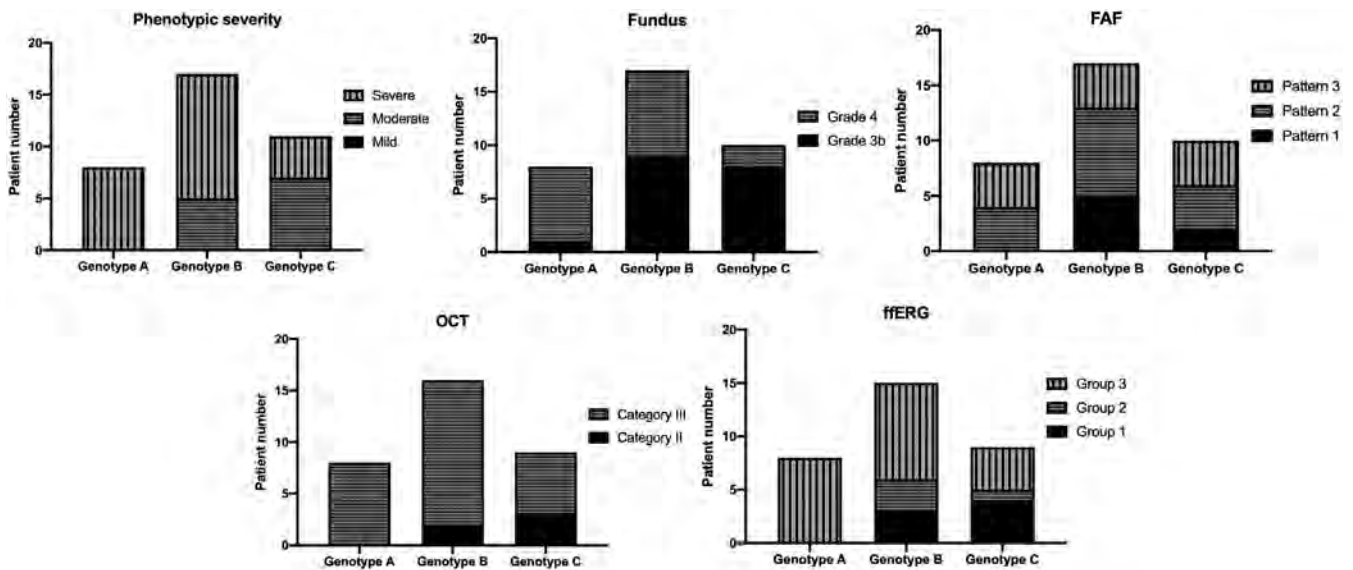 Phenotypic severity
20
15
10
5
0
Patient number
Genotype A
Genotype B
Genotype C
Severe
Moderate
Mild
Fundus
20
15
10
5
0
Patient number
Genotype A
Genotype B
Genotype C
Grade 4
Grade 3b
FAF
20
15
10
5
0
Patient number
Genotype A
Genotype B
Genotype C
Pattern 3
Pattern 2
Pattern 1
OCT
20
15
10
5
0
Patient number
Genotype A
Genotype B
Genotype C
Category III
Category II
ffERG
20
15
10
5
0
Patient number
Genotype A
Genotype B
Genotype C
Group 3
Group 2
Group 1